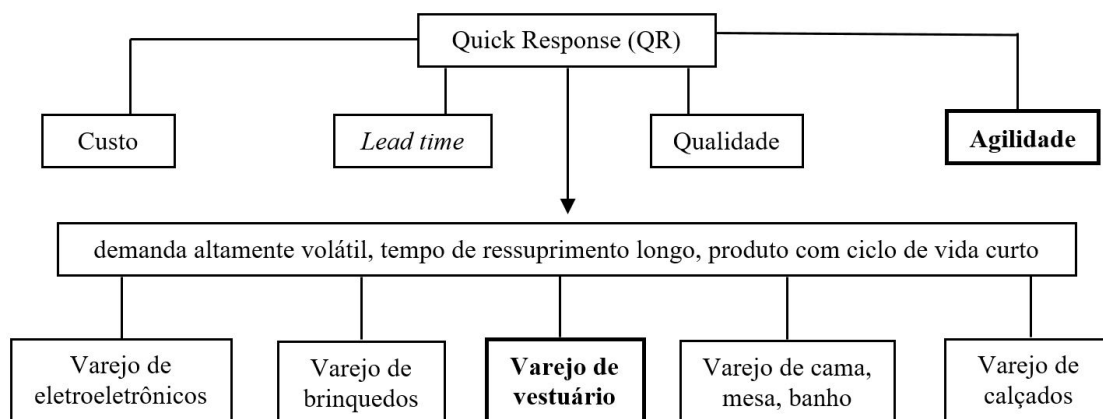 Quick Response (QR)
Custo
Lead time
Qualidade
Agilidade
demanda altamente volátil, tempo de ressuprimento longo, produto com ciclo de vida curto
Varejo de
eletroeletrônicos
Varejo de
brinquedos
Varejo de
vestuário
Varejo de cama,
mesa, banho
Varejo de
calçados